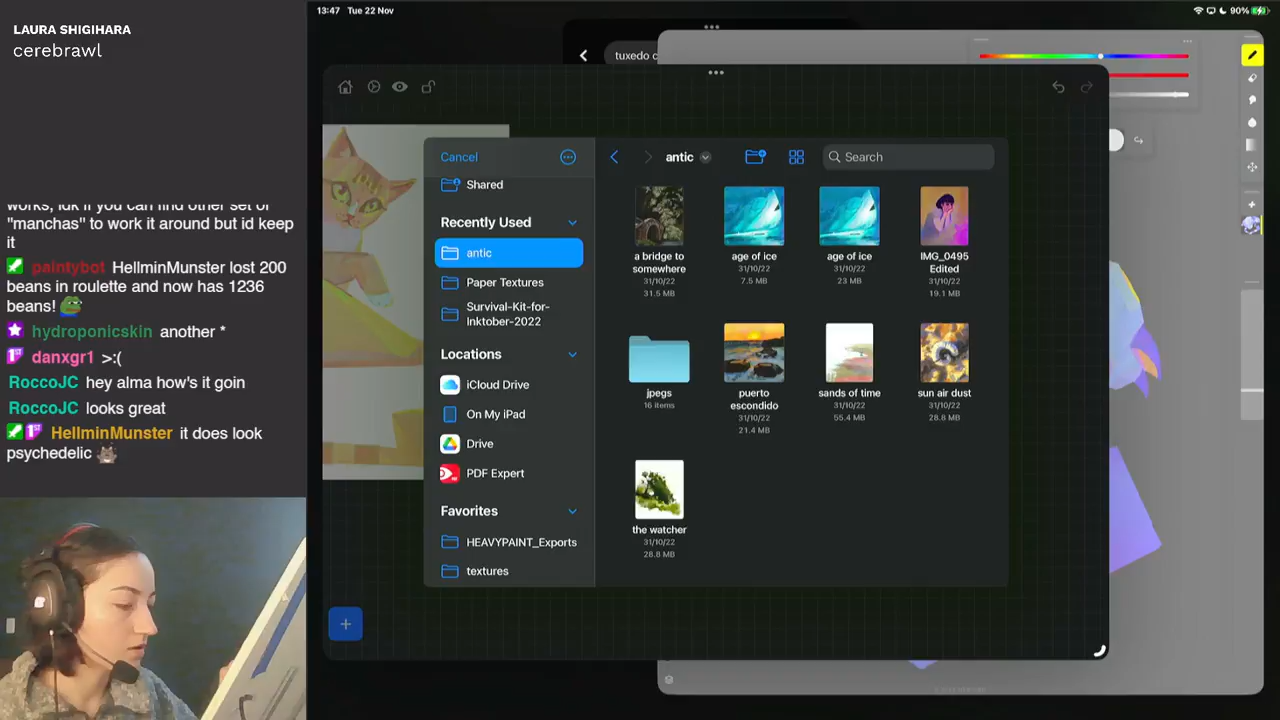 LAURA SHIGIHARA
cerebrawl
works, idk if you can find other set of
"manchas" to work it around but id keep
it
paintybot HellminMunster lost 200
beans in roulette and now has 1236
beans!
hydroponicskin another *
danxgr1 >:(
RoccoJC hey alma how's it goin
RoccoJC looks great
HellminMunster it does look
psychedelic
13:47 Tue 22 Nov
90%
tuxedo c
Cancel
Shared
Recently Used
antic
Paper Textures
Survival-Kit-for-
Inktober-2022
Locations
iCloud Drive
On My iPad
Drive
PDF Expert
Favorites
HEAVYPAINT_Exports
textures
antic
Search
a bridge to
somewhere
31/10/22
31.5 MB
age of ice
31/10/22
7.5 MB
age of ice
31/10/22
23 MB
IMG_0495
Edited
31/10/22
19.1 MB
jpegs
16 items
puerto
escondido
31/10/22
21.4 MB
sands of time
31/10/22
55.4 MB
sun air dust
31/10/22
28.8 MB
the watcher
31/10/22
28.8 MB